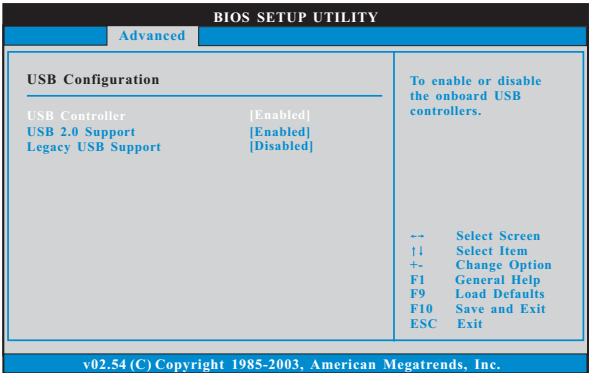 BIOS SETUP UTILITY
Advanced
USB Configuration
USB Controller [Enabled]
USB 2.0 Support [Enabled]
Legacy USB Support [Disabled]
To enable or disable
the onboard USB
controllers.
←→ Select Screen
↑↓ Select Item
+- Change Option
F1 General Help
F9 Load Defaults
F10 Save and Exit
ESC Exit
v02.54 (C) Copyright 1985-2003, American Megatrends, Inc.